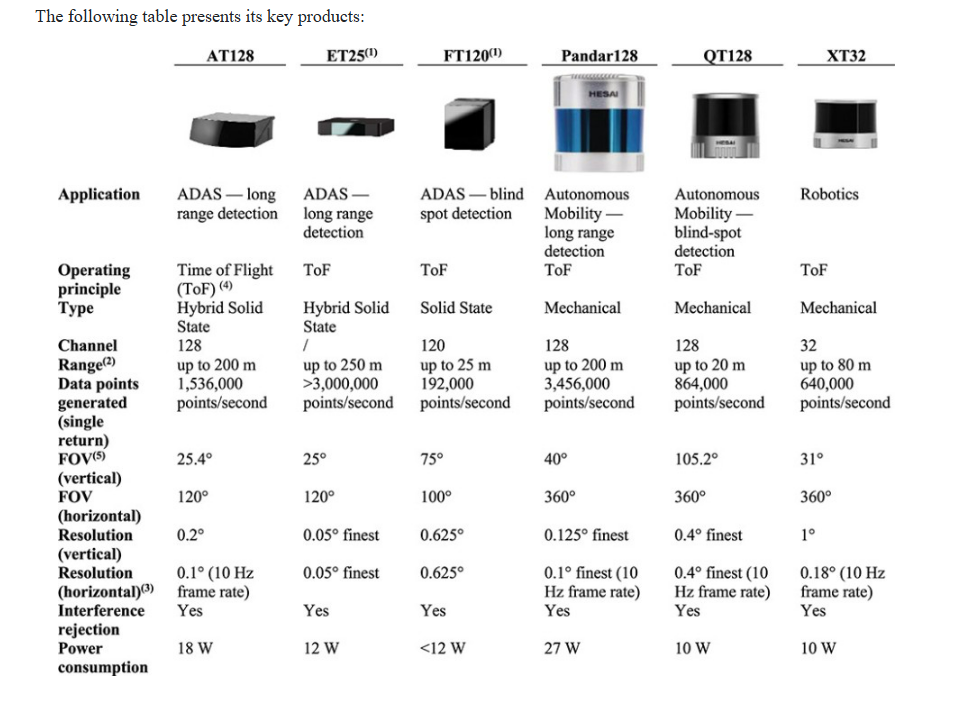 The following table presents its key products:
AT128 ET25(1) FT120(1) Pandar128 QT128 XT32
HESAI
HESAI HESAI
Application ADAS — long ADAS — ADAS — blind Autonomous Autonomous Robotics
range detection long range spot detection Mobility — Mobility —
detection long range blind-spot
detection detection
Operating Time of Flight ToF ToF ToF ToF ToF
principle (ToF) (4)
Type Hybrid Solid Hybrid Solid Solid State Mechanical Mechanical Mechanical
State State
Channel 128 / 120 128 128 32
Range(2) up to 200 m up to 250 m up to 25 m up to 200 m up to 20 m up to 80 m
Data points 1,536,000 >3,000,000 192,000 3,456,000 864,000 640,000
generated points/second points/second points/second points/second points/second points/second
(single
return)
FOV(5) 25.4° 25° 75° 40° 105.2° 31°
(vertical)
FOV 120° 120° 100° 360° 360° 360°
(horizontal)
Resolution 0.2° 0.05° finest 0.625° 0.125° finest 0.4° finest 1°
(vertical)
Resolution 0.1° (10 Hz 0.05° finest 0.625° 0.1° finest (10 0.4° finest (10 0.18° (10 Hz
(horizontal)(3) frame rate) Hz frame rate) Hz frame rate) frame rate)
Interference Yes Yes Yes Yes Yes Yes
rejection
Power 18 W 12 W <12 W 27 W 10 W 10 W
consumption